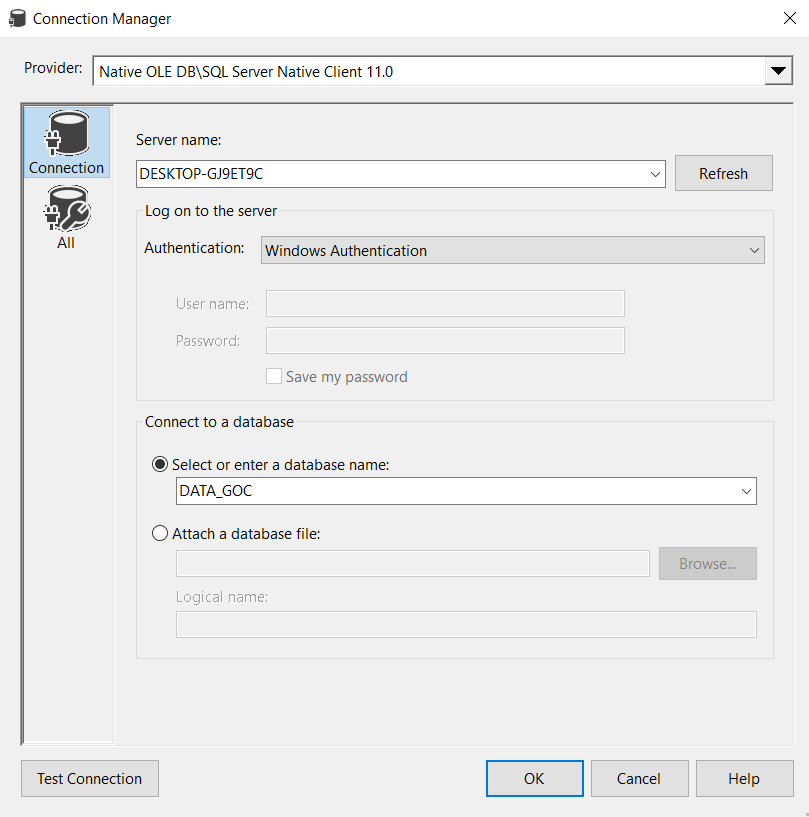 Connection Manager
Provider: Native OLE DB\SQL Server Native Client 11.0
Connection
All
Server name:
DESKTOP-GJ9ET9C
Refresh
Log on to the server
Authentication: Windows Authentication
User name:
Password:
Save my password
Connect to a database
Select or enter a database name:
DATA_GOC
Attach a database file:
Browse...
Logical name:
Test Connection
OK
Cancel
Help